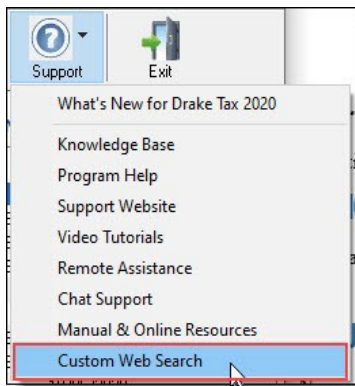 Support
Exit
What's New for Drake Tax 2020
Knowledge Base
Program Help
Support Website
Video Tutorials
Remote Assistance
Chat Support
Manual & Online Resources
Custom Web Search